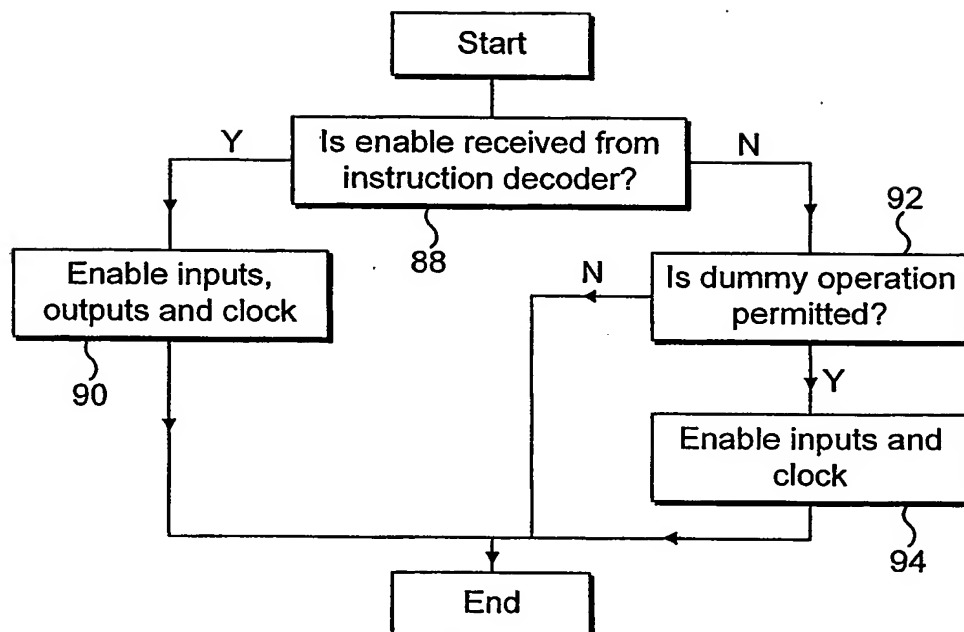 Start
Is enable received from
instruction decoder?
Y
N
88
92
Enable inputs,
outputs and clock
90
N
Is dummy operation
permitted?
Y
Enable inputs and
clock
94
End